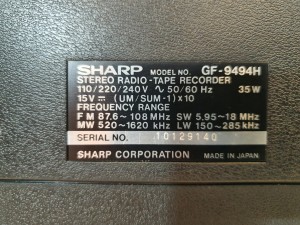 SHARP MODEL NO. GF-9494H
STEREO RADIO-TAPE RECORDER
110/220/240V ∿ 50/60 Hz 35W
15V ⎓ (UM/SUM-1)×10
FREQUENCY RANGE
FM 87.6~108 MHz SW 5.95~18 MHz
MW 520~1620 kHz LW 150~285 kHz
SERIAL NO. 10129140
SHARP CORPORATION MADE IN JAPAN